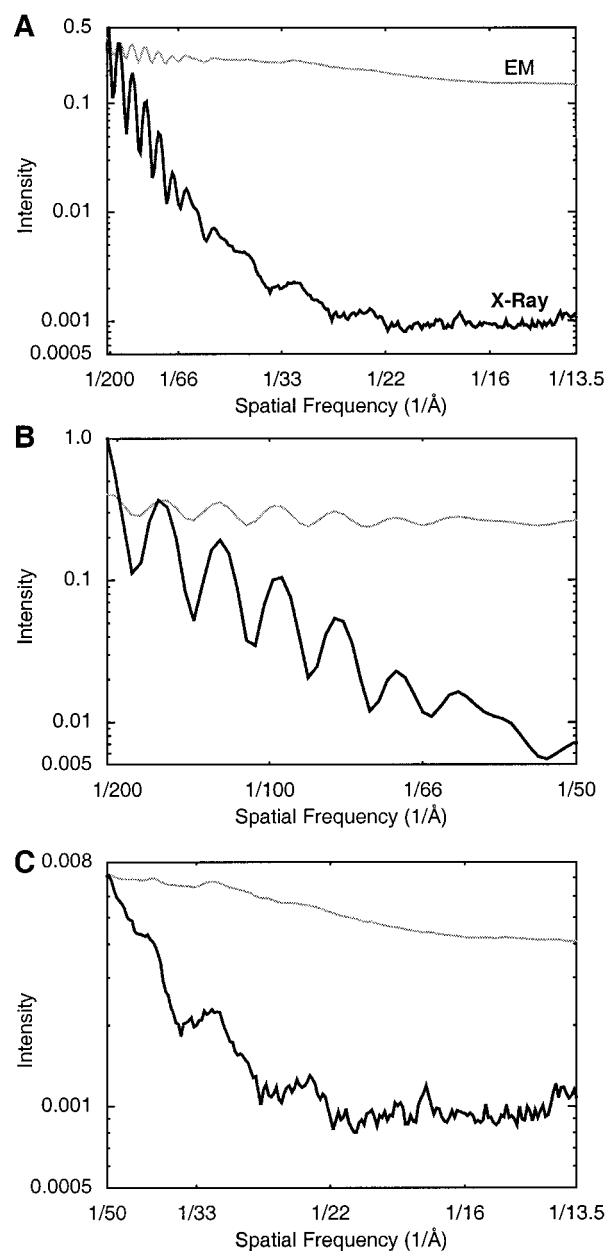 A
0.5
0.1
0.01
0.001
0.0005
Intensity
EM
X-Ray
1/200 1/66 1/33 1/22 1/16 1/13.5
Spatial Frequency (1/Å)
B
1.0
0.1
0.01
0.005
Intensity
1/200 1/100 1/66 1/50
Spatial Frequency (1/Å)
C
0.008
0.001
0.0005
Intensity
1/50 1/33 1/22 1/16 1/13.5
Spatial Frequency (1/Å)